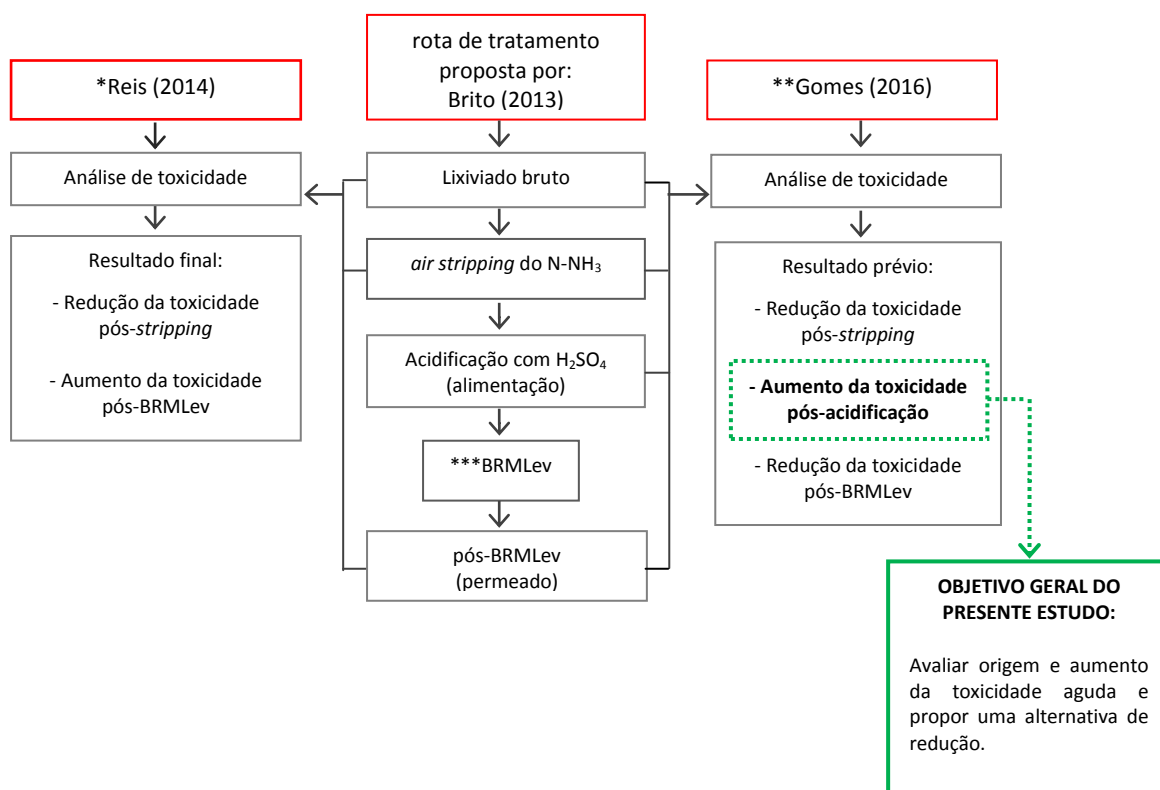 *Reis (2014)
Análise de toxicidade
Resultado final:
- Redução da toxicidade
pós-stripping
- Aumento da toxicidade
pós-BRMLev
rota de tratamento
proposta por:
Brito (2013)
Lixiviado bruto
air stripping do N-NH₃
Acidificação com H₂SO₄
(alimentação)
***BRMLev
pós-BRMLev
(permeado)
**Gomes (2016)
Análise de toxicidade
Resultado prévio:
- Redução da toxicidade
pós-stripping
- Aumento da toxicidade
pós-acidificação
- Redução da toxicidade
pós-BRMLev
OBJETIVO GERAL DO
PRESENTE ESTUDO:
Avaliar origem e aumento
da toxicidade aguda e
propor uma alternativa de
redução.